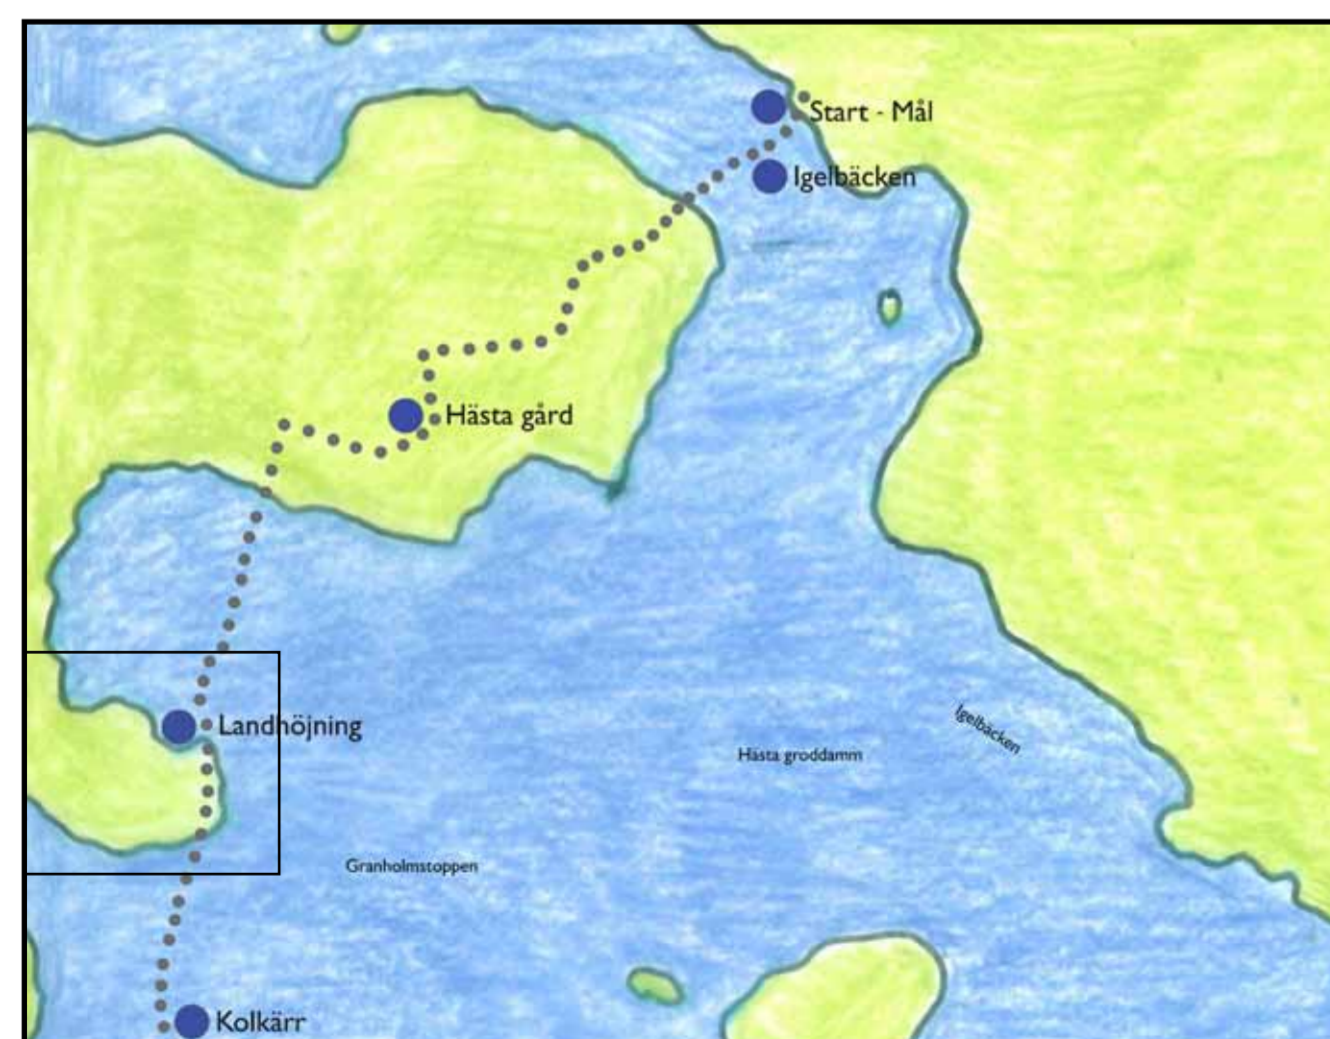 Start - Mål
Igelbäcken
Hästa gård
Landhöjning
Igelbäcken
Hästa groddamm
Granholmstoppen
Kolkärr